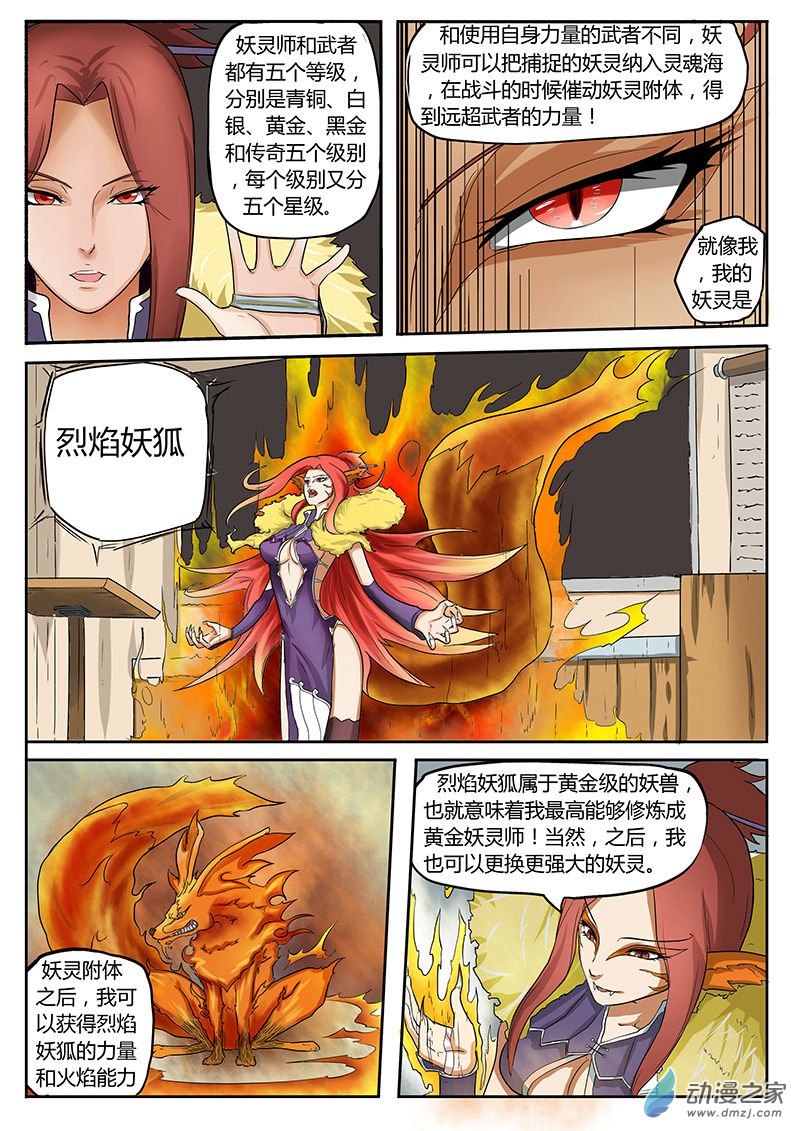 妖灵师和武者
都有五个等级，
分别是青铜、白
银、黄金、黑金
和传奇五个级别
，每个级别又分
五个星级。
和使用自身力量的武者不同，妖
灵师可以把捕捉的妖灵纳入灵魂
海，在战斗的时候催动妖灵附体，得
到远超武者的力量！
就像我
，我的
妖灵是
烈焰妖狐
妖灵附体
之后，我可
以获得烈焰
妖狐的力量
和火焰能力
烈焰妖狐属于黄金级的妖兽，
也就意味着我最高能够修炼成
黄金妖灵师！当然，之后，我
也可以更换更强大的妖灵。
动漫之家
www.dmzj.com